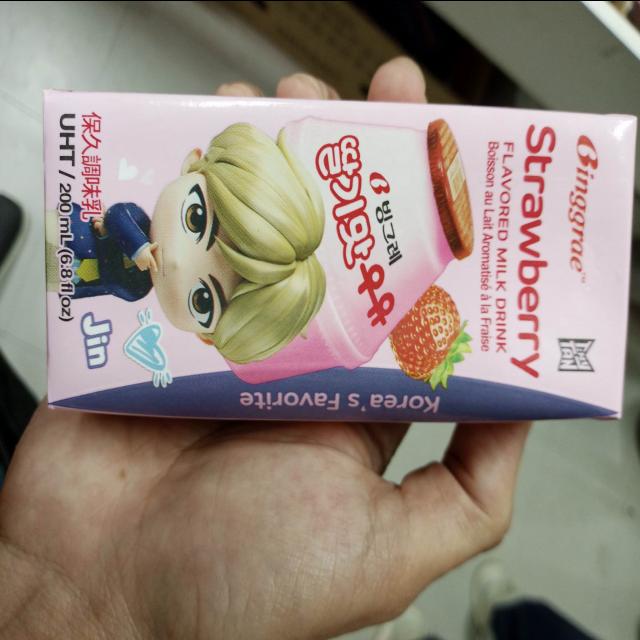 Binggrae™
Strawberry
FLAVORED MILK DRINK
Boisson au Lait Aromatisé à la Fraise
빙그레
딸기맛우유
保久調味乳
UHT / 200 mL (6.8 fl oz)
Jin
Korea's Favorite